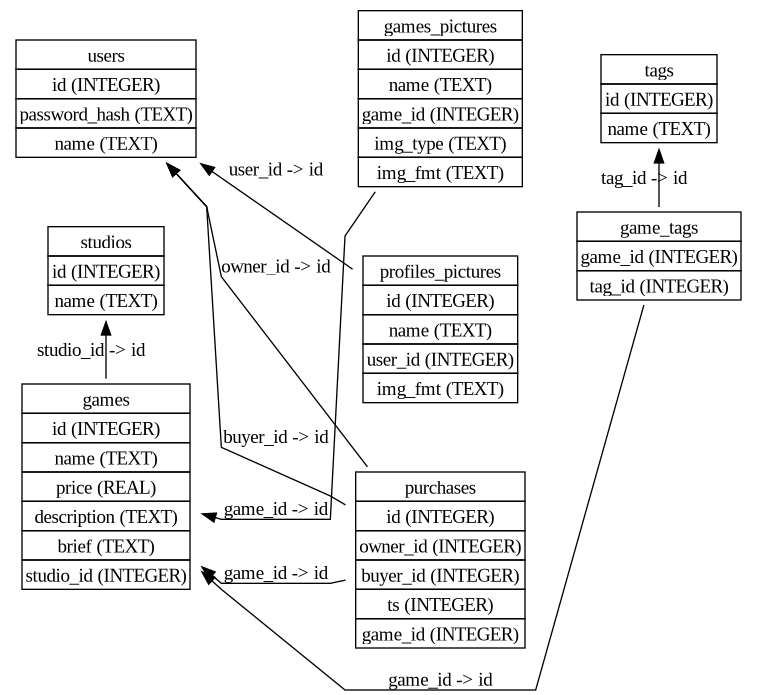 users
id (INTEGER)
password_hash (TEXT)
name (TEXT)
games_pictures
id (INTEGER)
name (TEXT)
game_id (INTEGER)
img_type (TEXT)
img_fmt (TEXT)
tags
id (INTEGER)
name (TEXT)
user_id -> id
tag_id -> id
studios
id (INTEGER)
name (TEXT)
owner_id -> id
profiles_pictures
id (INTEGER)
name (TEXT)
user_id (INTEGER)
img_fmt (TEXT)
game_tags
game_id (INTEGER)
tag_id (INTEGER)
studio_id -> id
games
id (INTEGER)
name (TEXT)
price (REAL)
description (TEXT)
brief (TEXT)
studio_id (INTEGER)
buyer_id -> id
game_id -> id
game_id -> id
purchases
id (INTEGER)
owner_id (INTEGER)
buyer_id (INTEGER)
ts (INTEGER)
game_id (INTEGER)
game_id -> id